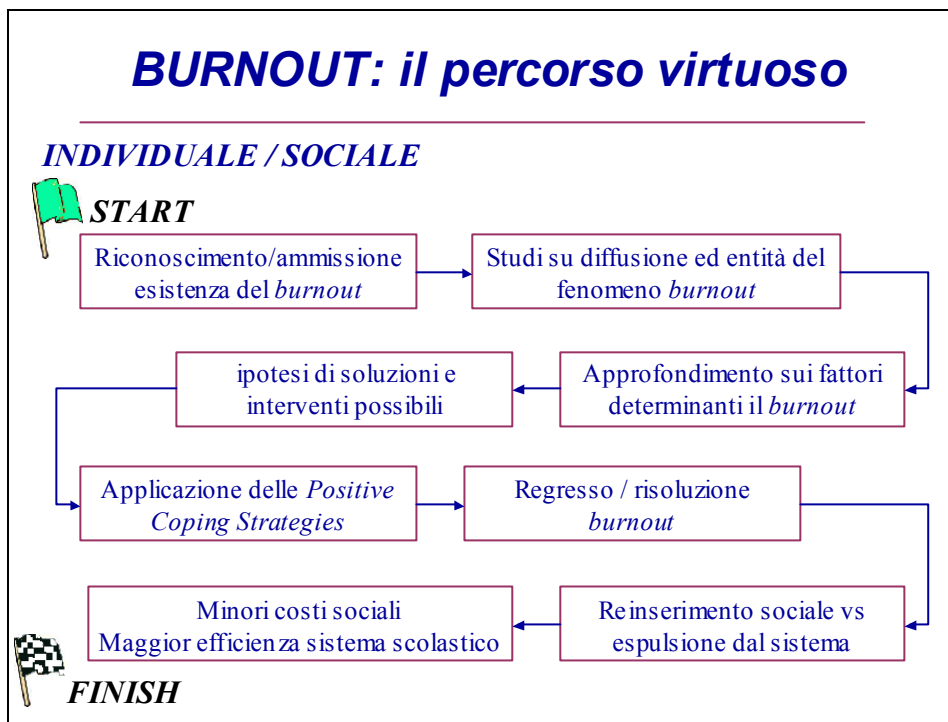 BURNOUT: il percorso virtuoso
INDIVIDUALE / SOCIALE
START
Riconoscimento/ammissione
esistenza del burnout
Studi su diffusione ed entità del
fenomeno burnout
Approfondimento sui fattori
determinanti il burnout
ipotesi di soluzioni e
interventi possibili
Applicazione delle Positive
Coping Strategies
Regresso / risoluzione
burnout
Reinserimento sociale vs
espulsione dal sistema
Minori costi sociali
Maggior efficienza sistema scolastico
FINISH